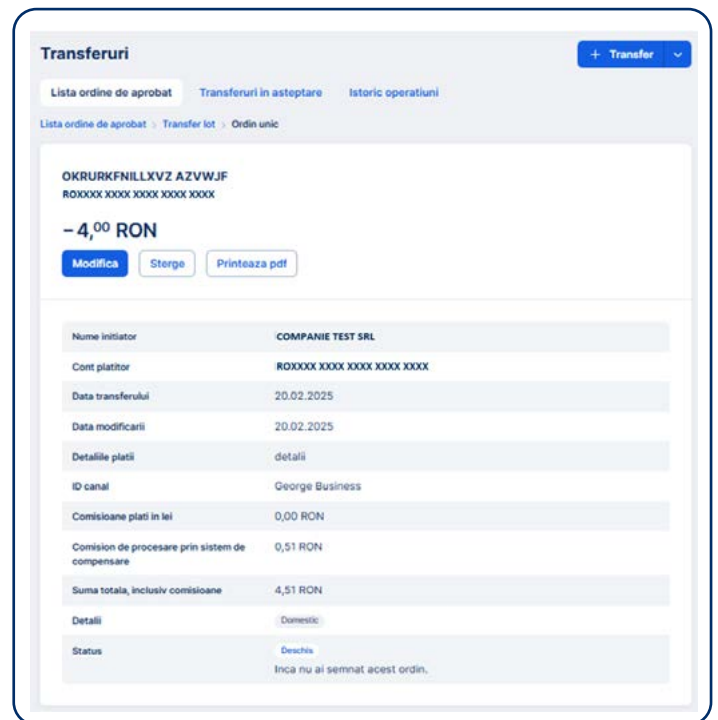 Transferuri
+ Transfer
Lista ordine de aprobat Transferuri in asteptare Istoric operatiuni
Lista ordine de aprobat > Transfer lot > Ordin unic
OKRURKFNILLXVZ AZVWJF
ROXXXX XXXX XXXX XXXX XXXX
–4,00 RON
Modifica Sterge Printeaza pdf
Nume initiator COMPANIE TEST SRL
Cont platitor ROXXXX XXXX XXXX XXXX XXXX
Data transferului 20.02.2025
Data modificarii 20.02.2025
Detaliile platii detalii
ID canal George Business
Comisioane plati in lei 0,00 RON
Comision de procesare prin sistem de 0,51 RON
compensare
Suma totala, inclusiv comisioane 4,51 RON
Detalii Domestic
Status Deschis
Inca nu ai semnat acest ordin.